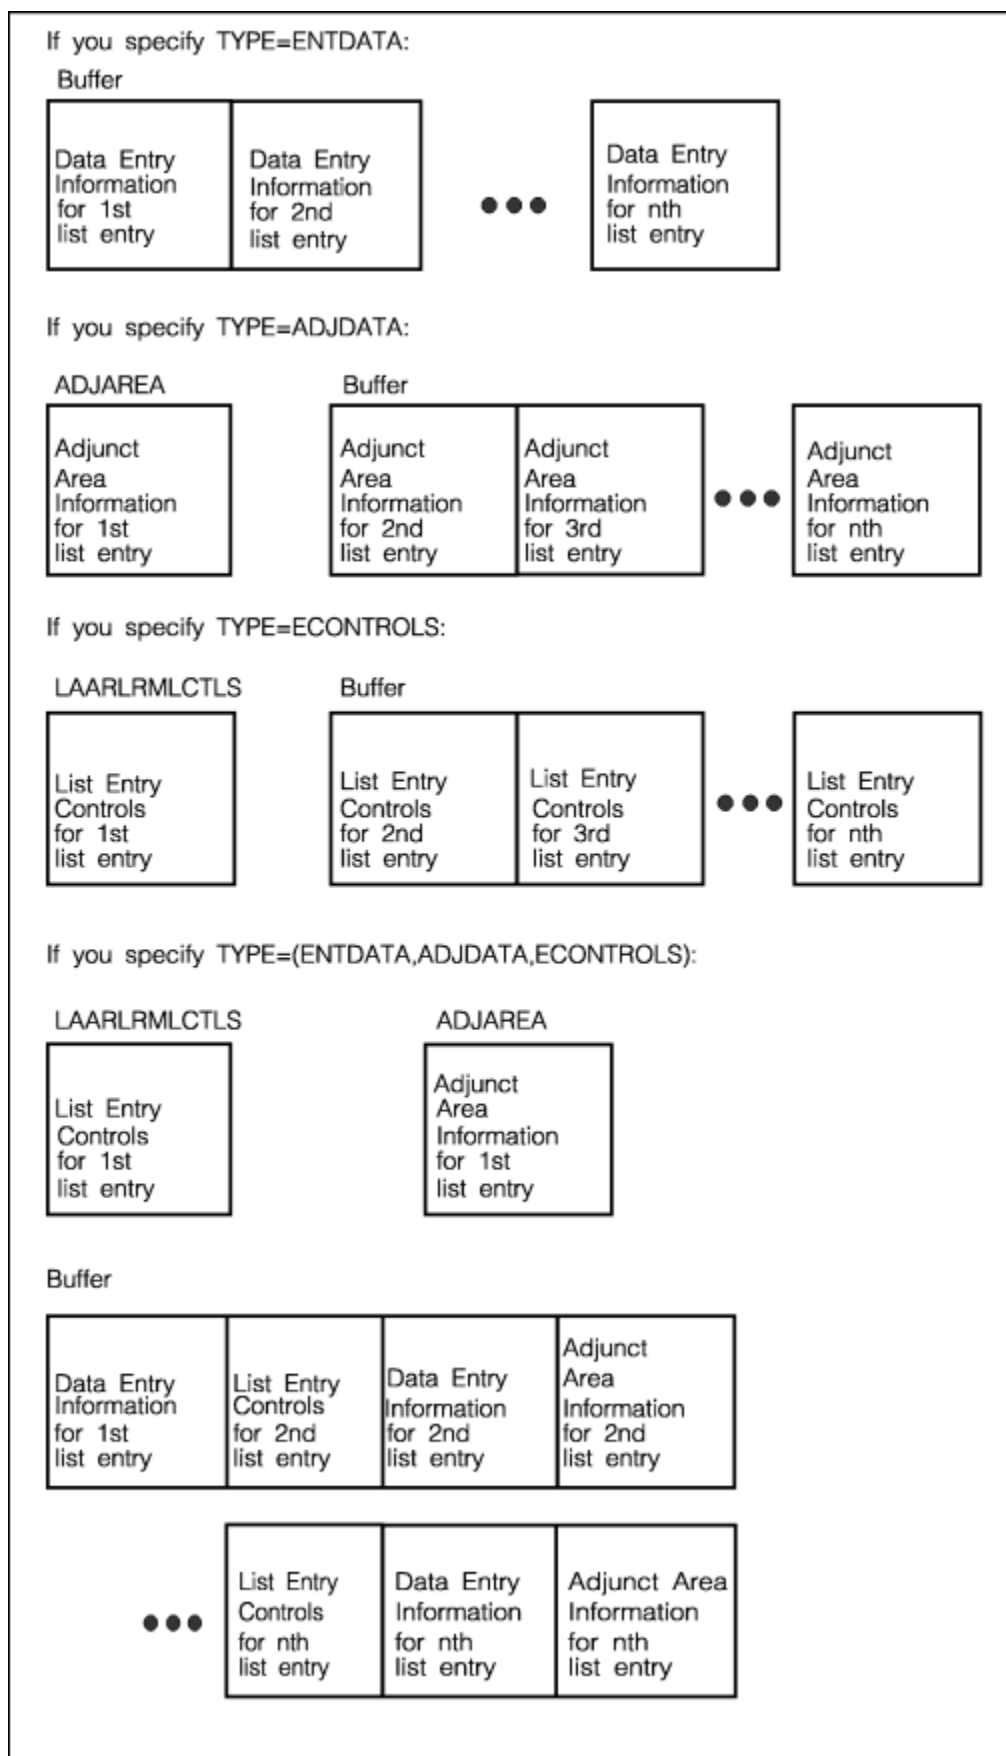 If you specify TYPE=ENTDATA:
Buffer
Data Entry
Information
for 1st
list entry
Data Entry
Information
for 2nd
list entry
Data Entry
Information
for nth
list entry
If you specify TYPE=ADJDATA:
ADJAREA
Buffer
Adjunct
Area
Information
for 1st
list entry
Adjunct
Area
Information
for 2nd
list entry
Adjunct
Area
Information
for 3rd
list entry
Adjunct
Area
Information
for nth
list entry
If you specify TYPE=ECONTROLS:
LAARLRMLCTLS
Buffer
List Entry
Controls
for 1st
list entry
List Entry
Controls
for 2nd
list entry
List Entry
Controls
for 3rd
list entry
List Entry
Controls
for nth
list entry
If you specify TYPE=(ENTDATA,ADJDATA,ECONTROLS):
LAARLRMLCTLS
ADJAREA
List Entry
Controls
for 1st
list entry
Adjunct
Area
Information
for 1st
list entry
Buffer
Data Entry
Information
for 1st
list entry
List Entry
Controls
for 2nd
list entry
Data Entry
Information
for 2nd
list entry
Adjunct
Area
Information
for 2nd
list entry
List Entry
Controls
for nth
list entry
Data Entry
Information
for nth
list entry
Adjunct Area
Information
for nth
list entry